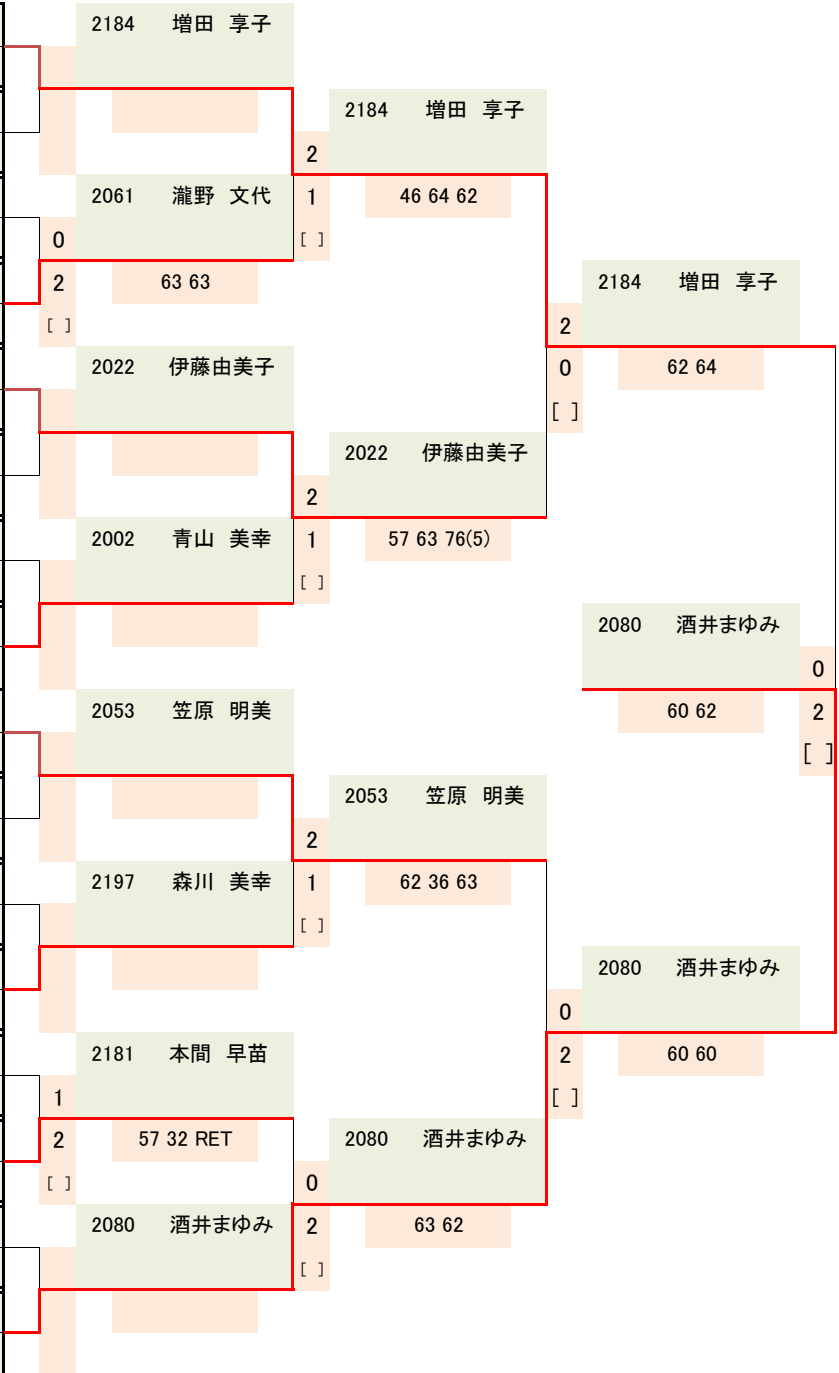 2184 増田 享子
2184 増田 享子
2
2061 瀧野 文代
1
46 64 62
0
[ ]
2
63 63
2184 増田 享子
[ ]
2
2022 伊藤由美子
0
62 64
[ ]
2022 伊藤由美子
2
2002 青山 美幸
1
57 63 76(5)
[ ]
2080 酒井まゆみ
0
2053 笠原 明美
60 62
2
[ ]
2053 笠原 明美
2
2197 森川 美幸
1
62 36 63
[ ]
2080 酒井まゆみ
0
2181 本間 早苗
2
60 60
1
[ ]
2
57 32 RET
2080 酒井まゆみ
[ ]
0
2080 酒井まゆみ
2
63 62
[ ]